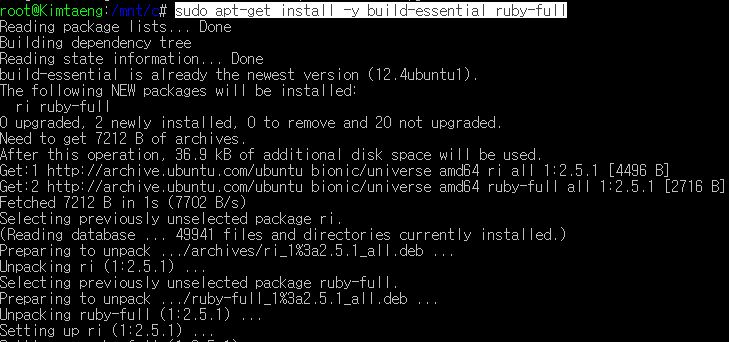 root@Kimtaeng:/mnt/c# sudo apt-get install -y build-essential ruby-full
Reading package lists... Done
Building dependency tree
Reading state information... Done
build-essential is already the newest version (12.4ubuntu1).
The following NEW packages will be installed:
  ri ruby-full
0 upgraded, 2 newly installed, 0 to remove and 20 not upgraded.
Need to get 7212 B of archives.
After this operation, 36.9 kB of additional disk space will be used.
Get:1 http://archive.ubuntu.com/ubuntu bionic/universe amd64 ri all 1:2.5.1 [4496 B]
Get:2 http://archive.ubuntu.com/ubuntu bionic/universe amd64 ruby-full all 1:2.5.1 [2716 B]
Fetched 7212 B in 1s (7702 B/s)
Selecting previously unselected package ri.
(Reading database ... 49941 files and directories currently installed.)
Preparing to unpack .../archives/ri_1%3a2.5.1_all.deb ...
Unpacking ri (1:2.5.1) ...
Selecting previously unselected package ruby-full.
Preparing to unpack .../ruby-full_1%3a2.5.1_all.deb ...
Unpacking ruby-full (1:2.5.1) ...
Setting up ri (1:2.5.1) ...